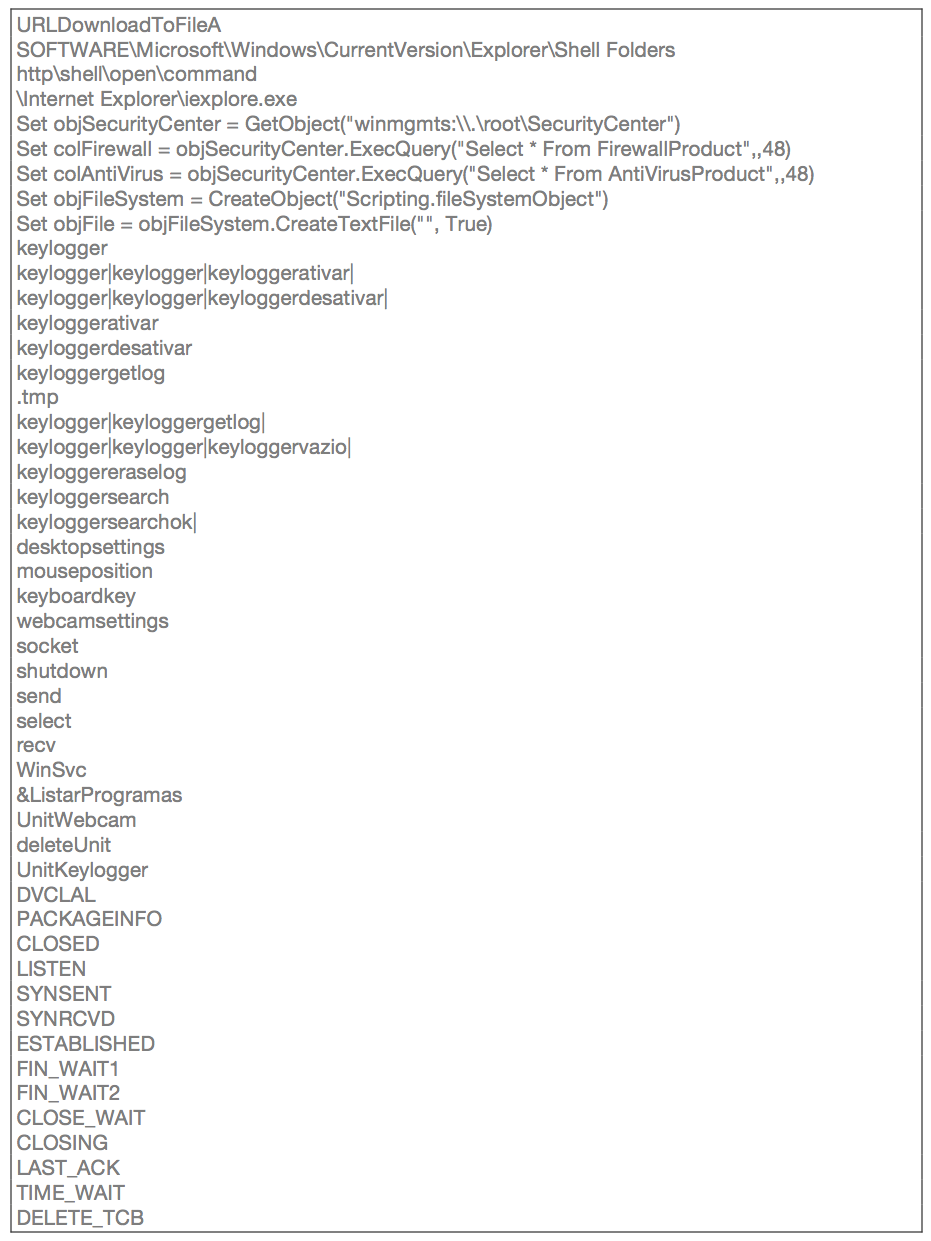 URLDownloadToFileA
SOFTWARE\Microsoft\Windows\CurrentVersion\Explorer\Shell Folders
http\shell\open\command
\Internet Explorer\iexplore.exe
Set objSecurityCenter = GetObject("winmgmts:\\.\root\SecurityCenter")
Set colFirewall = objSecurityCenter.ExecQuery("Select * From FirewallProduct",,48)
Set colAntiVirus = objSecurityCenter.ExecQuery("Select * From AntiVirusProduct",,48)
Set objFileSystem = CreateObject("Scripting.fileSystemObject")
Set objFile = objFileSystem.CreateTextFile("", True)
keylogger
keylogger|keylogger|keyloggerativar|
keylogger|keylogger|keyloggerdesativar|
keyloggerativar
keyloggerdesativar
keyloggergetlog
.tmp
keylogger|keyloggergetlog|
keylogger|keylogger|keyloggervazio|
keyloggereraselog
keyloggersearch
keyloggersearchok|
desktopsettings
mouseposition
keyboardkey
webcamsettings
socket
shutdown
send
select
recv
WinSvc
&ListarProgramas
UnitWebcam
deleteUnit
UnitKeylogger
DVCLAL
PACKAGEINFO
CLOSED
LISTEN
SYNSENT
SYNRCVD
ESTABLISHED
FIN_WAIT1
FIN_WAIT2
CLOSE_WAIT
CLOSING
LAST_ACK
TIME_WAIT
DELETE_TCB